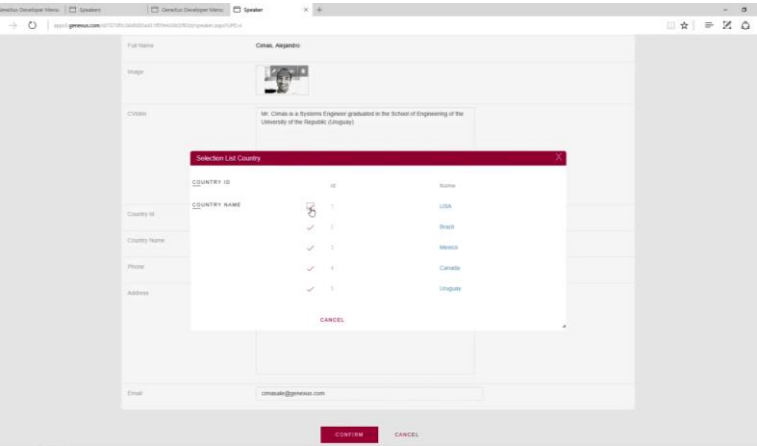 Genexus Developer Menu
Speakers
Genexus Developer Menu
Speaker
Full Name
Cimas, Alejandro
Image
CVMini
Mr. Cimas is a Systems Engineer graduated in the School of Engineering of the
University of the Republic (Uruguay)
Selection List Country
X
COUNTRY ID
Id
Name
COUNTRY NAME
1
USA
2
Brazil
3
Mexico
4
Canada
5
Uruguay
CANCEL
Country Id
Country Name
Phone
Address
Email
cimasale@genexus.com
CONFIRM
CANCEL